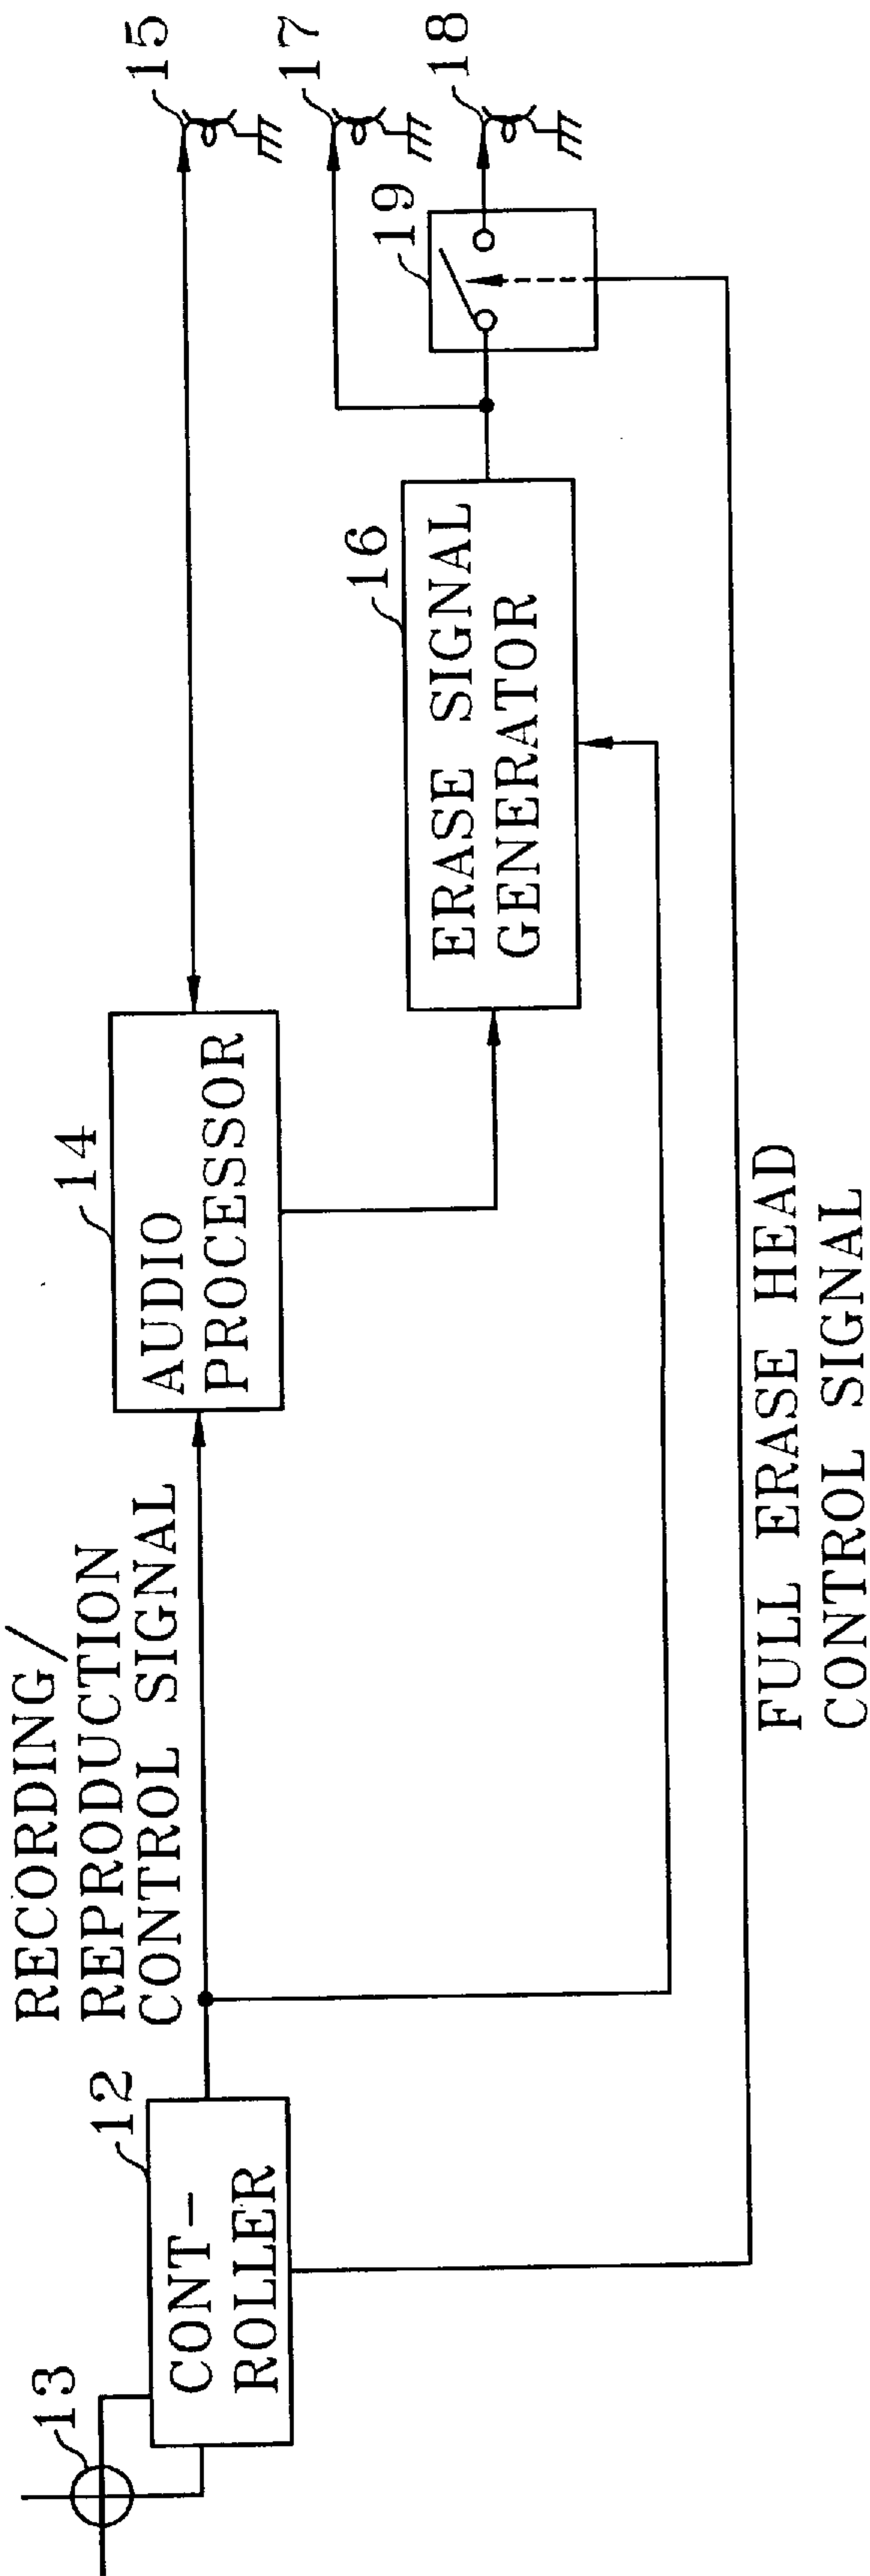 13
12
CONT-
ROLLER
RECORDING/
REPRODUCTION
CONTROL SIGNAL
14
AUDIO
PROCESSOR
16
ERASE SIGNAL
GENERATOR
15
17
18
19
FULL ERASE HEAD
CONTROL SIGNAL